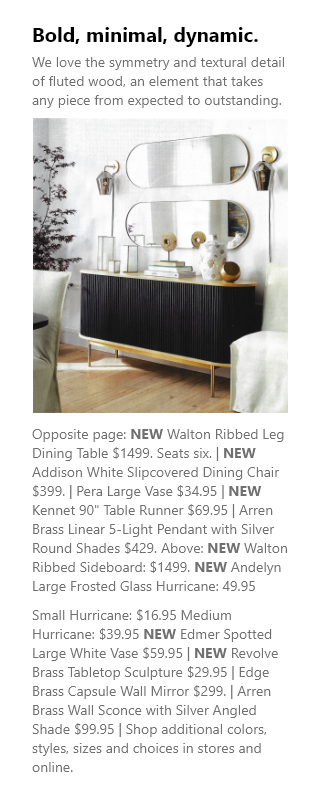 Bold, minimal, dynamic.
We love the symmetry and textural detail
of fluted wood, an element that takes
any piece from expected to outstanding.
Opposite page: NEW Walton Ribbed Leg
Dining Table $1499. Seats six. | NEW
Addison White Slipcovered Dining Chair
$399. | Pera Large Vase $34.95 | NEW
Kennet 90" Table Runner $69.95 | Arren
Brass Linear 5-Light Pendant with Silver
Round Shades $429. Above: NEW Walton
Ribbed Sideboard: $1499. NEW Andelyn
Large Frosted Glass Hurricane: 49.95
Small Hurricane: $16.95 Medium
Hurricane: $39.95 NEW Edmer Spotted
Large White Vase $59.95 | NEW Revolve
Brass Tabletop Sculpture $29.95 | Edge
Brass Capsule Wall Mirror $299. | Arren
Brass Wall Sconce with Silver Angled
Shade $99.95 | Shop additional colors,
styles, sizes and choices in stores and
online.